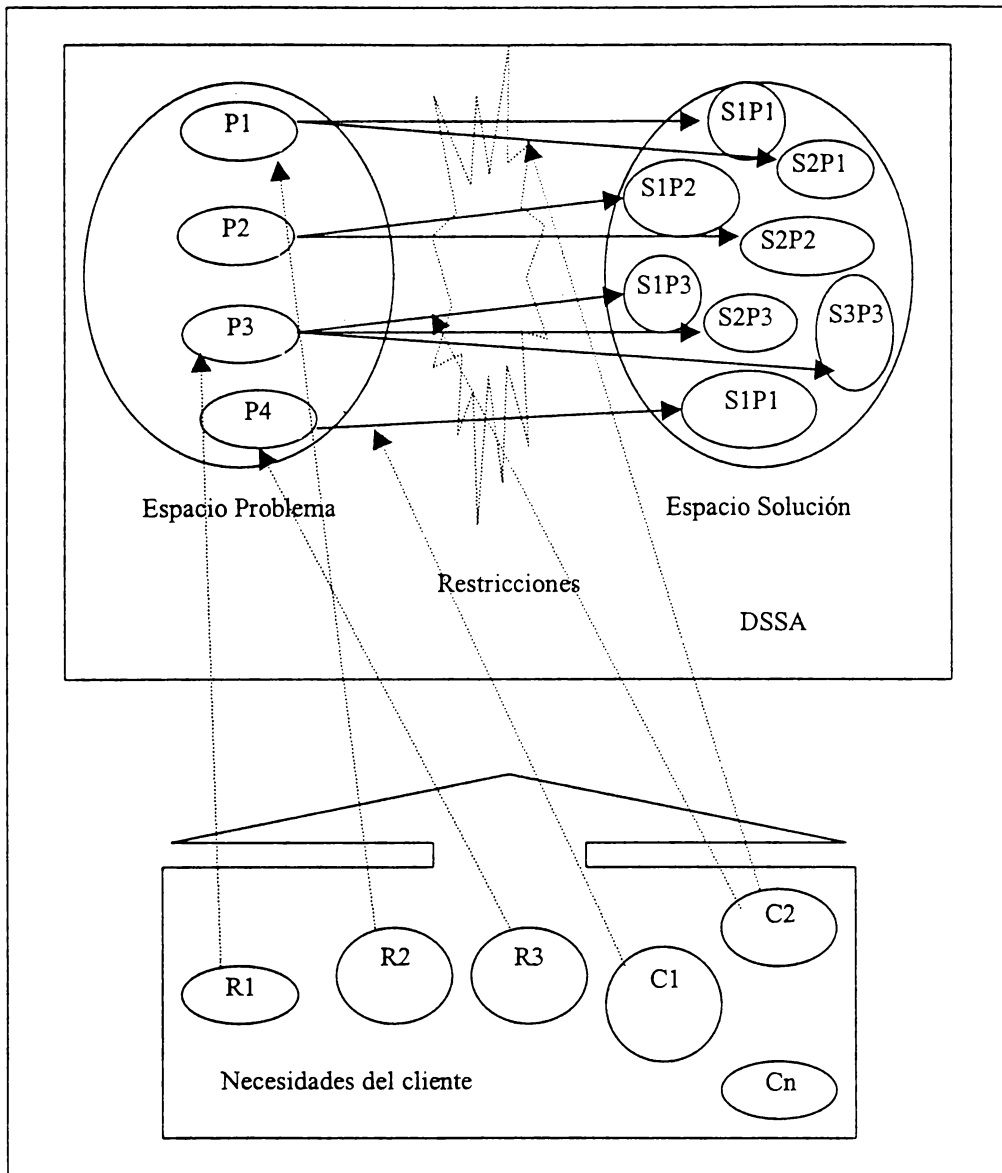 P1
S1P1
S2P1
S1P2
P2
S2P2
S1P3
P3
S2P3
S3P3
P4
S1P1
Espacio Problema
Espacio Solución
Restricciones
DSSA
C2
R2
R3
C1
R1
Cn
Necesidades del cliente